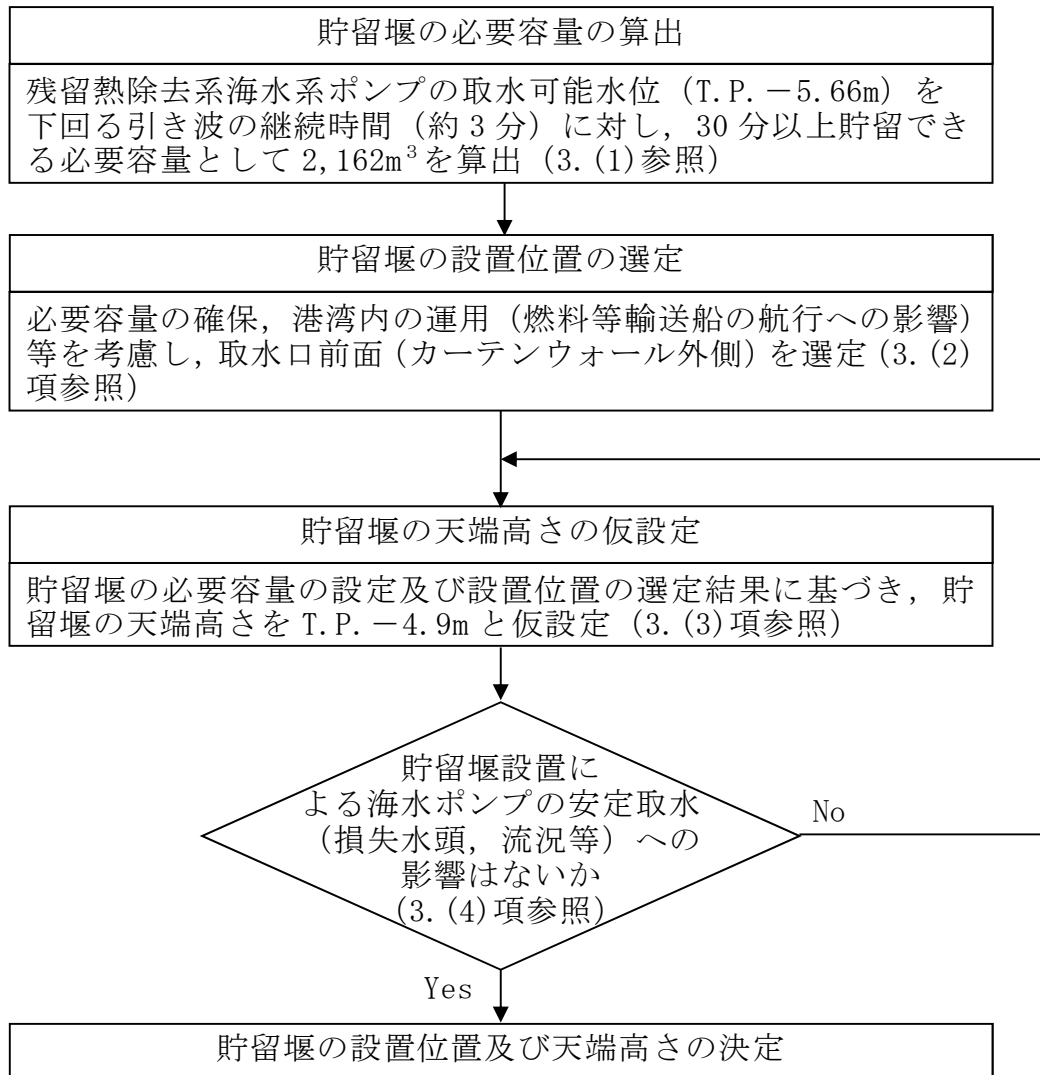 貯留堰の必要容量の算出
残留熱除去系海水系ポンプの取水可能水位（T.P.－5.66m）を
下回る引き波の継続時間（約3分）に対し，30分以上貯留でき
る必要容量として2,162m³を算出（3.(1)参照）
貯留堰の設置位置の選定
必要容量の確保，港湾内の運用（燃料等輸送船の航行への影響）
等を考慮し，取水口前面（カーテンウォール外側）を選定（3.(2)
項参照）
貯留堰の天端高さの仮設定
貯留堰の必要容量の設定及び設置位置の選定結果に基づき，貯
留堰の天端高さをT.P.－4.9mと仮設定（3.(3)項参照）
貯留堰設置に
よる海水ポンプの安定取水
（損失水頭，流況等）への
影響はないか
(3.(4)項参照）
No
Yes
貯留堰の設置位置及び天端高さの決定